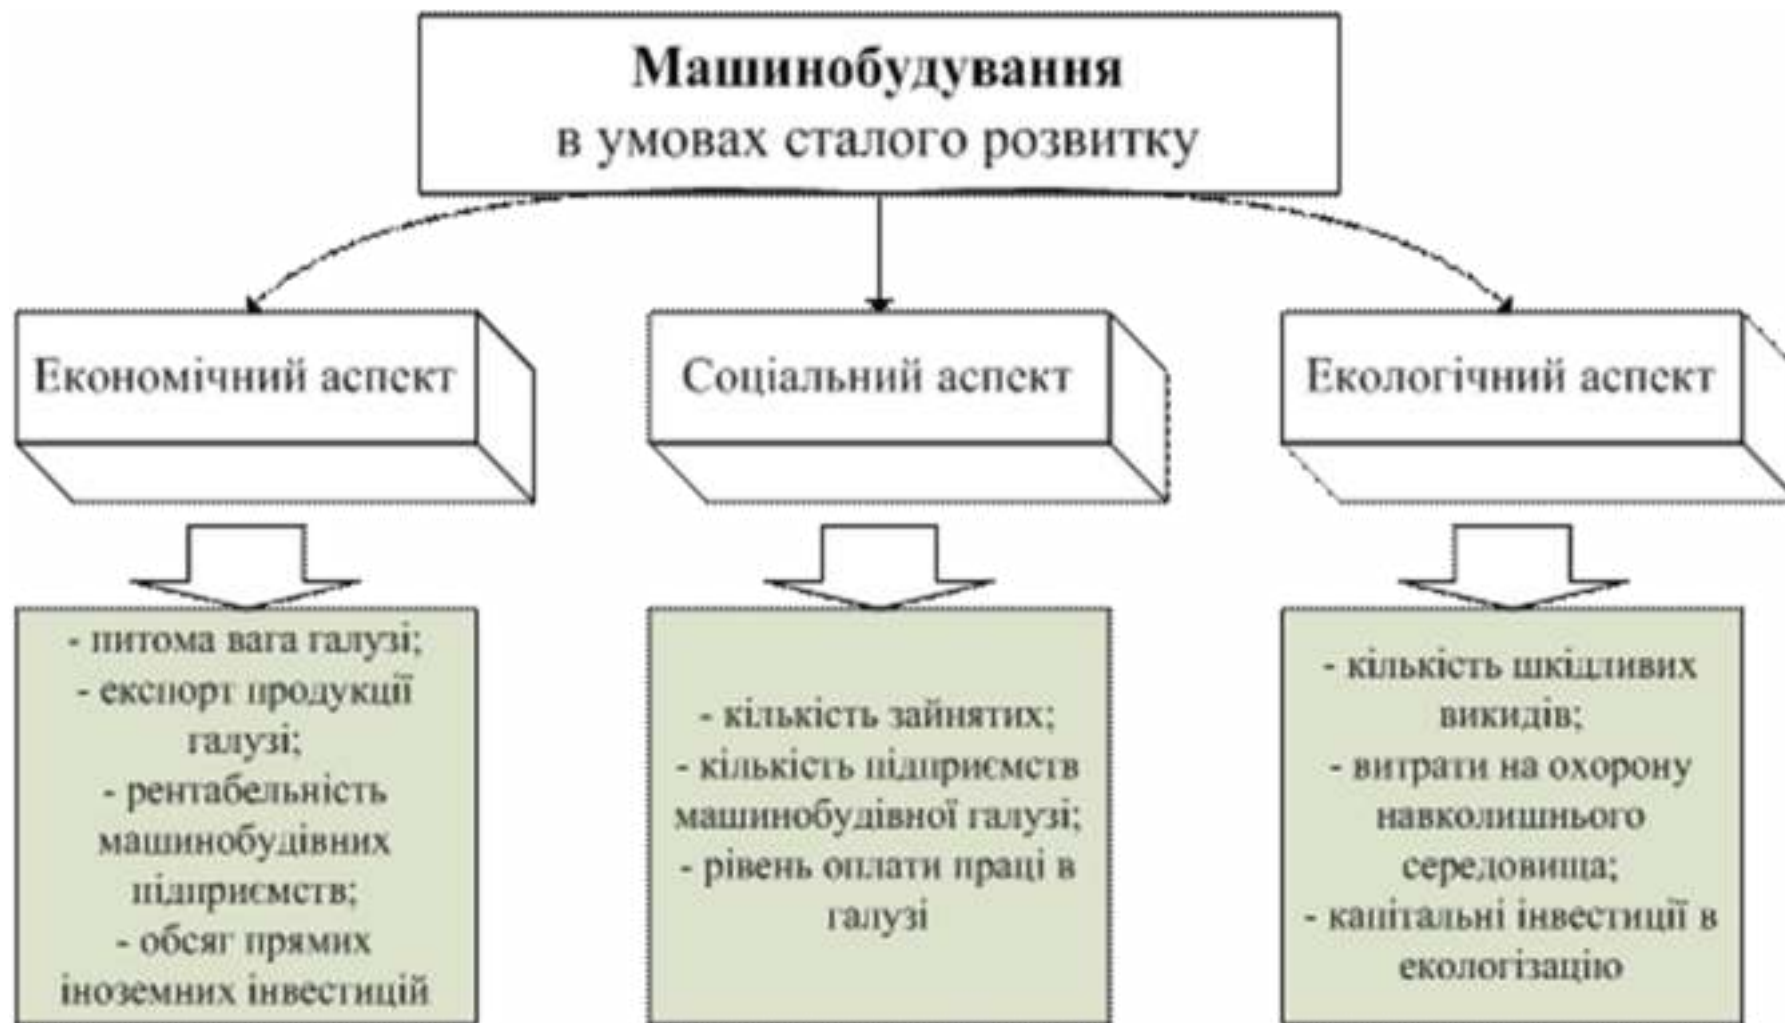 Машинобудування
в умовах сталого розвитку
Економічний аспект
Соціальний аспект
Екологічний аспект
- питома вага галузі;
- експорт продукції
галузі;
- рентабельність
машинобудівних
підприємств;
- обсяг прямих
іноземних інвестицій
- кількість зайнятих;
- кількість підприємств
машинобудівної галузі;
- рівень оплати праці в
галузі
- кількість шкідливих
викидів;
- витрати на охорону
навколишнього
середовища;
- капітальні інвестиції в
екологізацію